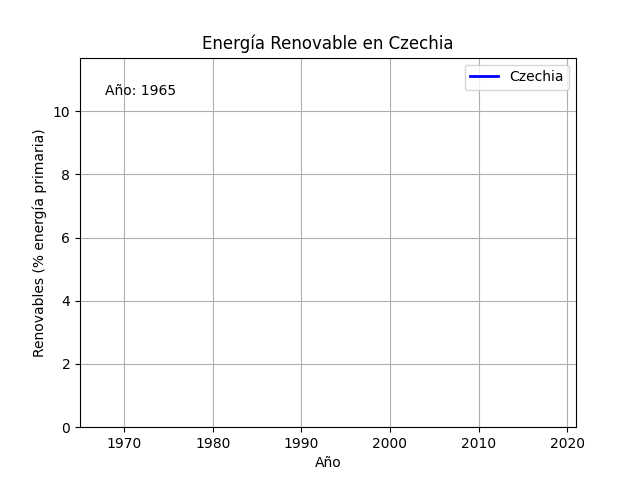 Energía Renovable en Czechia
Czechia
Año: 1965
Renovables (% energía primaria)
10
8
6
4
2
0
1970 1980 1990 2000 2010 2020
Año